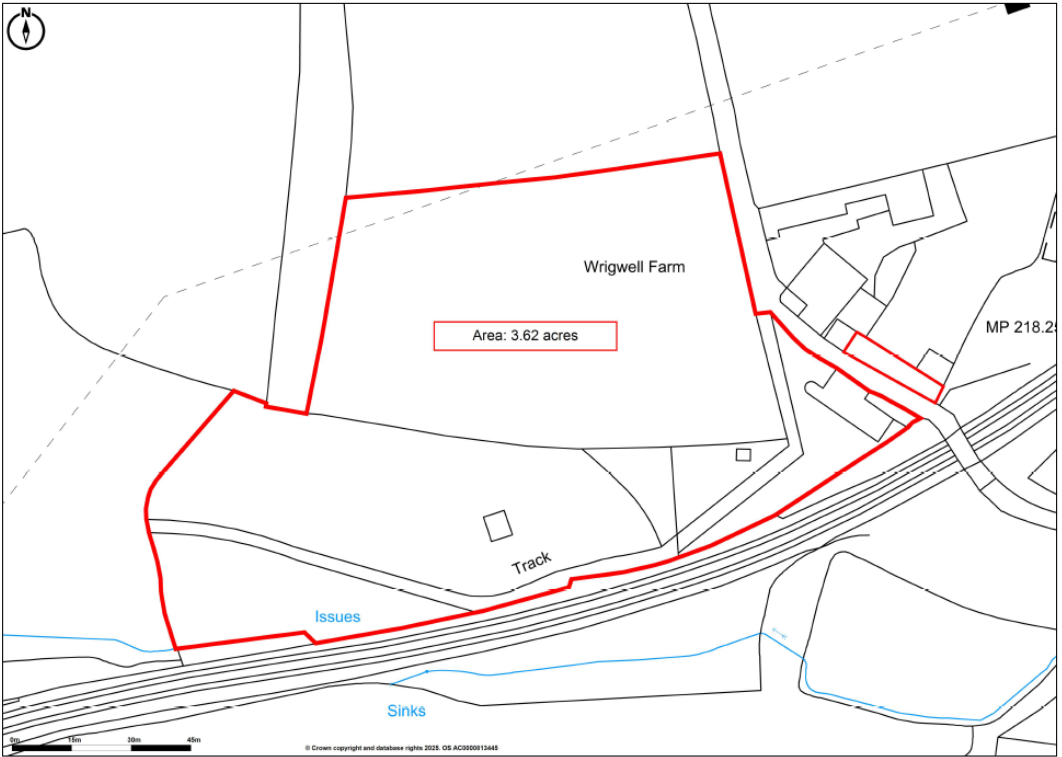 N
Wrigwell Farm
Area: 3.62 acres
MP 218.25
Track
Issues
Sinks
0m 15m 30m 45m
© Crown copyright and database rights 2025. OS AC0000813445